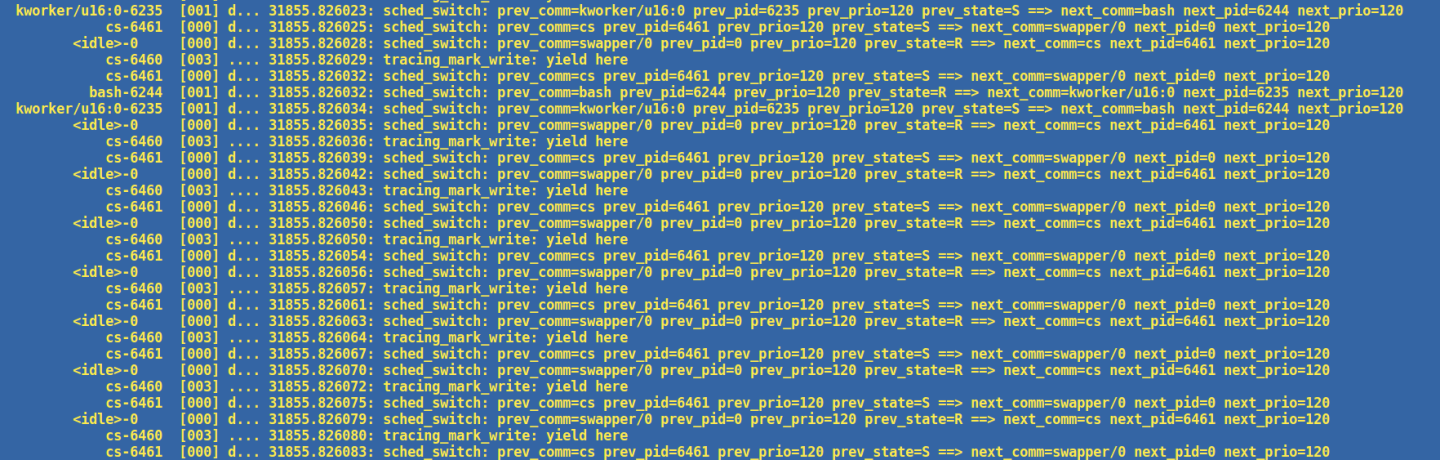 kworker/u16:0-6235  [001] d... 31855.826023: sched_switch: prev_comm=kworker/u16:0 prev_pid=6235 prev_prio=120 prev_state=S ==> next_comm=bash next_pid=6244 next_prio=120
cs-6461  [000] d... 31855.826025: sched_switch: prev_comm=cs prev_pid=6461 prev_prio=120 prev_state=S ==> next_comm=swapper/0 next_pid=0 next_prio=120
<idle>-0     [000] d... 31855.826028: sched_switch: prev_comm=swapper/0 prev_pid=0 prev_prio=120 prev_state=R ==> next_comm=cs next_pid=6461 next_prio=120
cs-6460  [003] .... 31855.826029: tracing_mark_write: yield here
cs-6461  [000] d... 31855.826032: sched_switch: prev_comm=cs prev_pid=6461 prev_prio=120 prev_state=S ==> next_comm=swapper/0 next_pid=0 next_prio=120
bash-6244  [001] d... 31855.826032: sched_switch: prev_comm=bash prev_pid=6244 prev_prio=120 prev_state=R ==> next_comm=kworker/u16:0 next_pid=6235 next_prio=120
kworker/u16:0-6235  [001] d... 31855.826034: sched_switch: prev_comm=kworker/u16:0 prev_pid=6235 prev_prio=120 prev_state=S ==> next_comm=bash next_pid=6244 next_prio=120
<idle>-0     [000] d... 31855.826035: sched_switch: prev_comm=swapper/0 prev_pid=0 prev_prio=120 prev_state=R ==> next_comm=cs next_pid=6461 next_prio=120
cs-6460  [003] .... 31855.826036: tracing_mark_write: yield here
cs-6461  [000] d... 31855.826039: sched_switch: prev_comm=cs prev_pid=6461 prev_prio=120 prev_state=S ==> next_comm=swapper/0 next_pid=0 next_prio=120
<idle>-0     [000] d... 31855.826042: sched_switch: prev_comm=swapper/0 prev_pid=0 prev_prio=120 prev_state=R ==> next_comm=cs next_pid=6461 next_prio=120
cs-6460  [003] .... 31855.826043: tracing_mark_write: yield here
cs-6461  [000] d... 31855.826046: sched_switch: prev_comm=cs prev_pid=6461 prev_prio=120 prev_state=S ==> next_comm=swapper/0 next_pid=0 next_prio=120
<idle>-0     [000] d... 31855.826050: sched_switch: prev_comm=swapper/0 prev_pid=0 prev_prio=120 prev_state=R ==> next_comm=cs next_pid=6461 next_prio=120
cs-6460  [003] .... 31855.826050: tracing_mark_write: yield here
cs-6461  [000] d... 31855.826054: sched_switch: prev_comm=cs prev_pid=6461 prev_prio=120 prev_state=S ==> next_comm=swapper/0 next_pid=0 next_prio=120
<idle>-0     [000] d... 31855.826056: sched_switch: prev_comm=swapper/0 prev_pid=0 prev_prio=120 prev_state=R ==> next_comm=cs next_pid=6461 next_prio=120
cs-6460  [003] .... 31855.826057: tracing_mark_write: yield here
cs-6461  [000] d... 31855.826061: sched_switch: prev_comm=cs prev_pid=6461 prev_prio=120 prev_state=S ==> next_comm=swapper/0 next_pid=0 next_prio=120
<idle>-0     [000] d... 31855.826063: sched_switch: prev_comm=swapper/0 prev_pid=0 prev_prio=120 prev_state=R ==> next_comm=cs next_pid=6461 next_prio=120
cs-6460  [003] .... 31855.826064: tracing_mark_write: yield here
cs-6461  [000] d... 31855.826067: sched_switch: prev_comm=cs prev_pid=6461 prev_prio=120 prev_state=S ==> next_comm=swapper/0 next_pid=0 next_prio=120
<idle>-0     [000] d... 31855.826070: sched_switch: prev_comm=swapper/0 prev_pid=0 prev_prio=120 prev_state=R ==> next_comm=cs next_pid=6461 next_prio=120
cs-6460  [003] .... 31855.826072: tracing_mark_write: yield here
cs-6461  [000] d... 31855.826075: sched_switch: prev_comm=cs prev_pid=6461 prev_prio=120 prev_state=S ==> next_comm=swapper/0 next_pid=0 next_prio=120
<idle>-0     [000] d... 31855.826079: sched_switch: prev_comm=swapper/0 prev_pid=0 prev_prio=120 prev_state=R ==> next_comm=cs next_pid=6461 next_prio=120
cs-6460  [003] .... 31855.826080: tracing_mark_write: yield here
cs-6461  [000] d... 31855.826083: sched_switch: prev_comm=cs prev_pid=6461 prev_prio=120 prev_state=S ==> next_comm=swapper/0 next_pid=0 next_prio=120